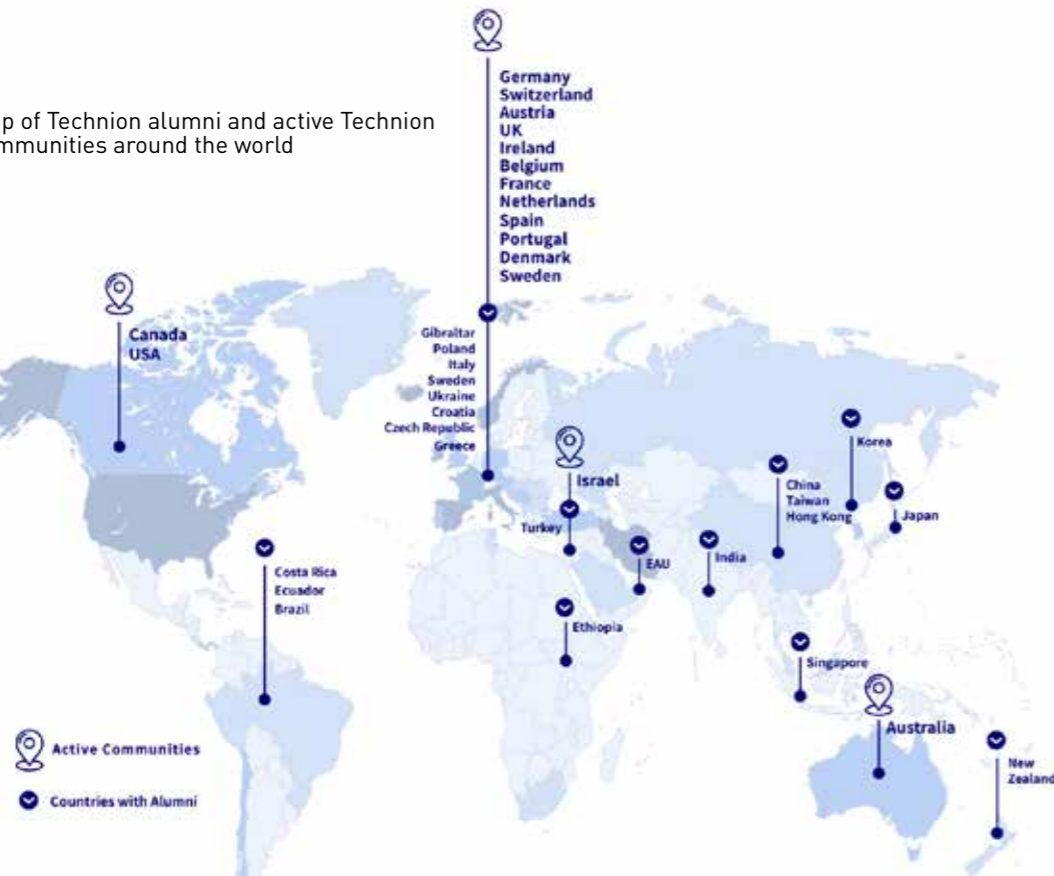 p of Technion alumni and active Technion
mmunities around the world
Germany
Switzerland
Austria
UK
Ireland
Belgium
France
Netherlands
Spain
Portugal
Denmark
Sweden
Canada
USA
Gibraltar
Poland
Italy
Sweden
Ukraine
Croatia
Czech Republic
Greece
Israel
Turkey
EAU
India
China
Taiwan
Hong Kong
Korea
Japan
Costa Rica
Ecuador
Brazil
Ethiopia
Singapore
Australia
New
Zealand
Active Communities
Countries with Alumni